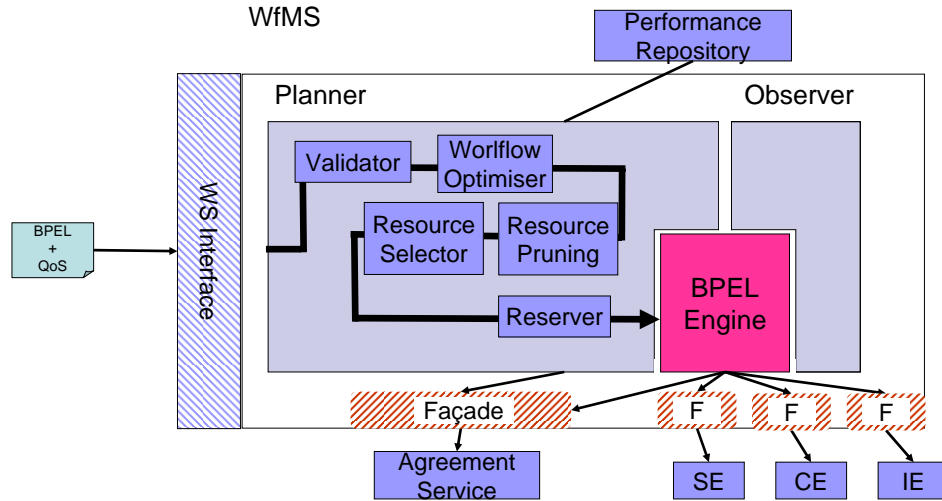 WfMS
Performance
Repository
Planner
Observer
Validator
Worlflow
Optimiser
WS Interface
BPEL
+
QoS
Resource
Selector
Resource
Pruning
BPEL
Engine
Reserver
Façade
F
F
F
Agreement
Service
SE
CE
IE